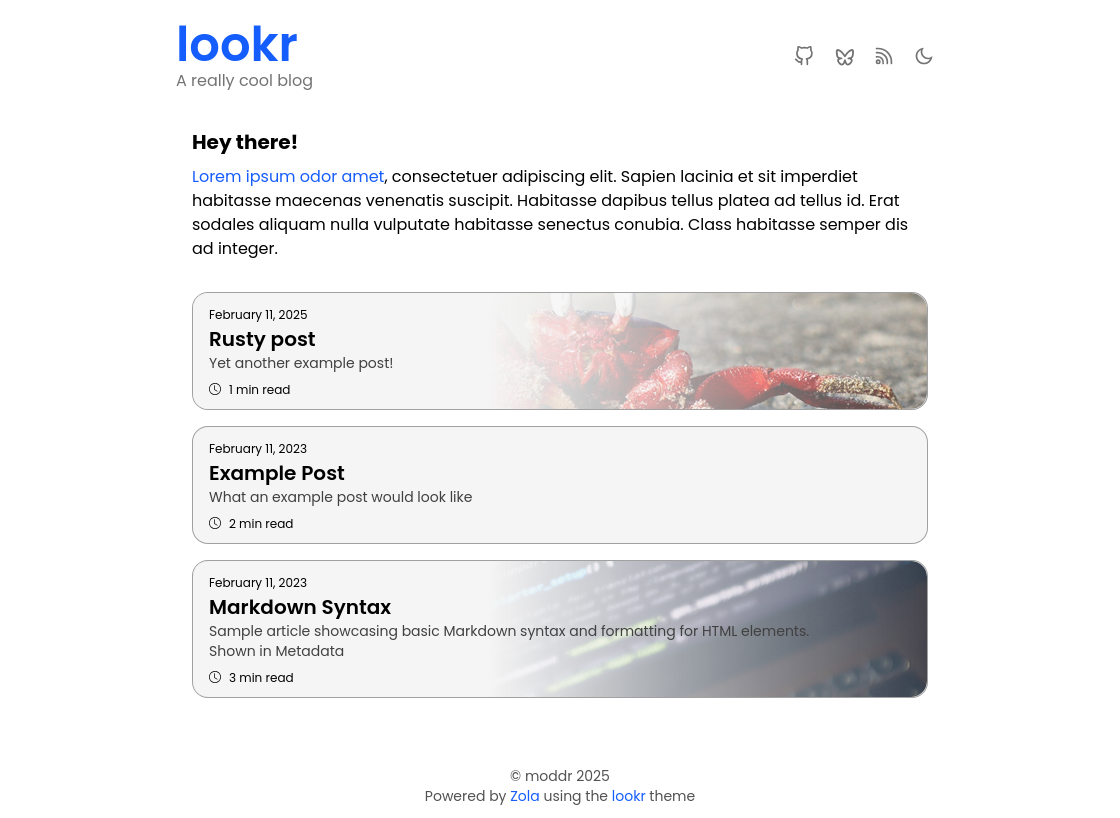 lookr
A really cool blog
Hey there!
Lorem ipsum odor amet, consectetuer adipiscing elit. Sapien lacinia et sit imperdiet
habitasse maecenas venenatis suscipit. Habitasse dapibus tellus platea ad tellus id. Erat
sodales aliquam nulla vulputate habitasse senectus conubia. Class habitasse semper dis
ad integer.
February 11, 2025
Rusty post
Yet another example post!
1 min read
February 11, 2023
Example Post
What an example post would look like
2 min read
February 11, 2023
Markdown Syntax
Sample article showcasing basic Markdown syntax and formatting for HTML elements.
Shown in Metadata
3 min read
© moddr 2025
Powered by Zola using the lookr theme